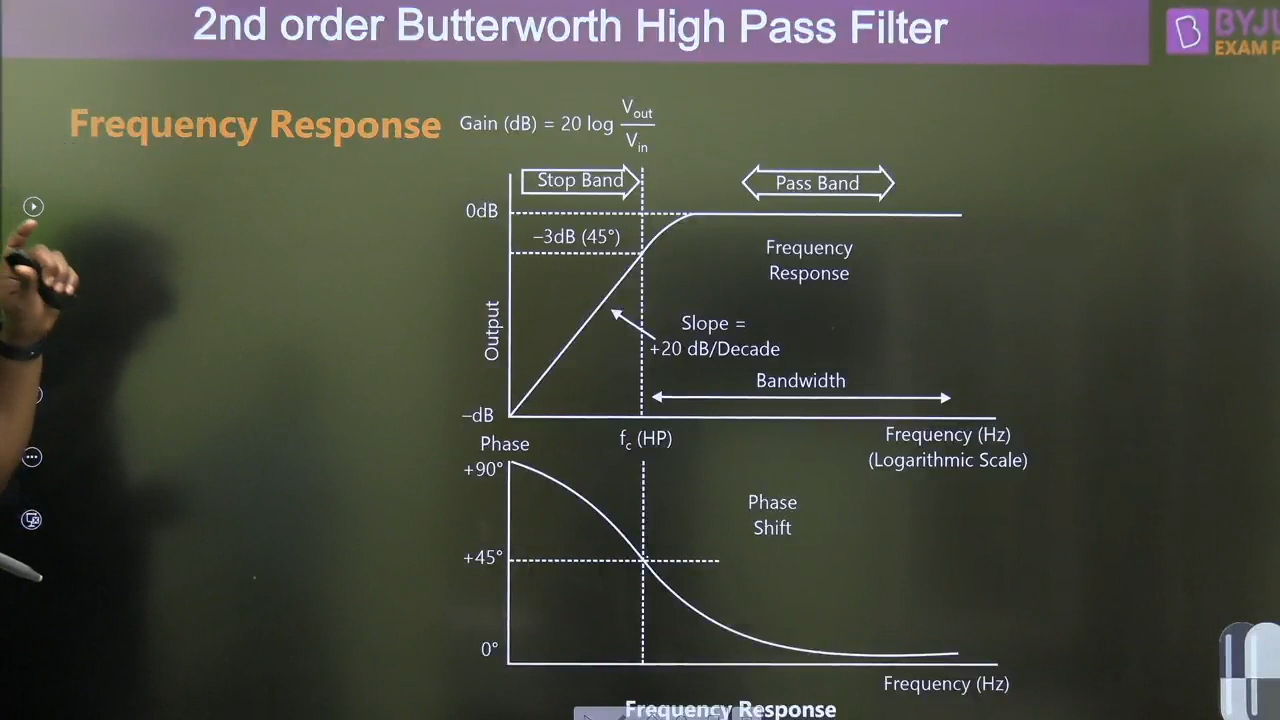 2nd order Butterworth High Pass Filter
BYJU
EXAM P
Frequency Response
Gain (dB) = 20 log Vout
Vin
Stop Band
Pass Band
0dB
–3dB (45°)
Frequency
Response
Output
Slope =
+20 dB/Decade
Bandwidth
–dB
Phase
fc (HP)
Frequency (Hz)
(Logarithmic Scale)
+90°
Phase
Shift
+45°
0°
Frequency (Hz)
Frequency Response